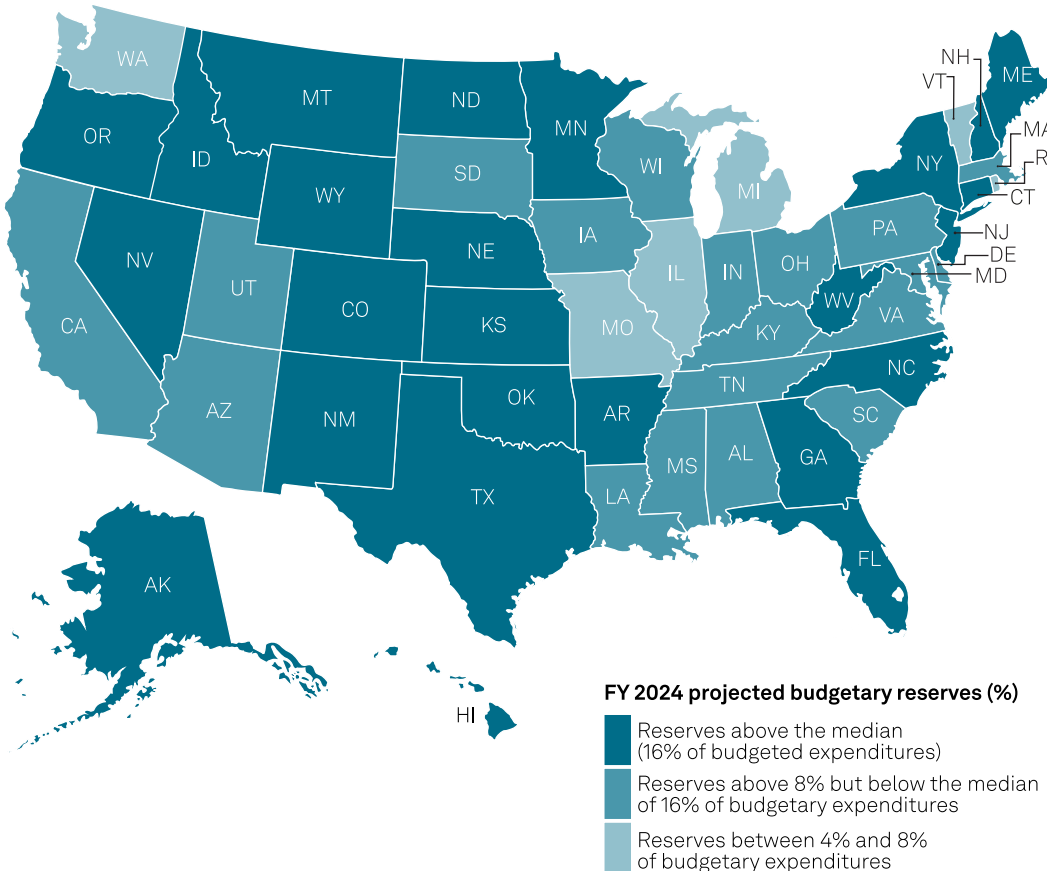 WA
NH
VT
ME
MT
ND
MN
OR
ID
WI
NY
MA
R
SD
WY
MI
CT
IA
NE
PA
NJ
DE
MD
NV
UT
IL
IN
OH
WV
CO
KS
MO
VA
CA
KY
NC
TN
AZ
OK
AR
SC
NM
MS
AL
GA
TX
LA
FL
AK
HI
FY 2024 projected budgetary reserves (%)
Reserves above the median
(16% of budgeted expenditures)
Reserves above 8% but below the median
of 16% of budgetary expenditures
Reserves between 4% and 8%
of budgetary expenditures